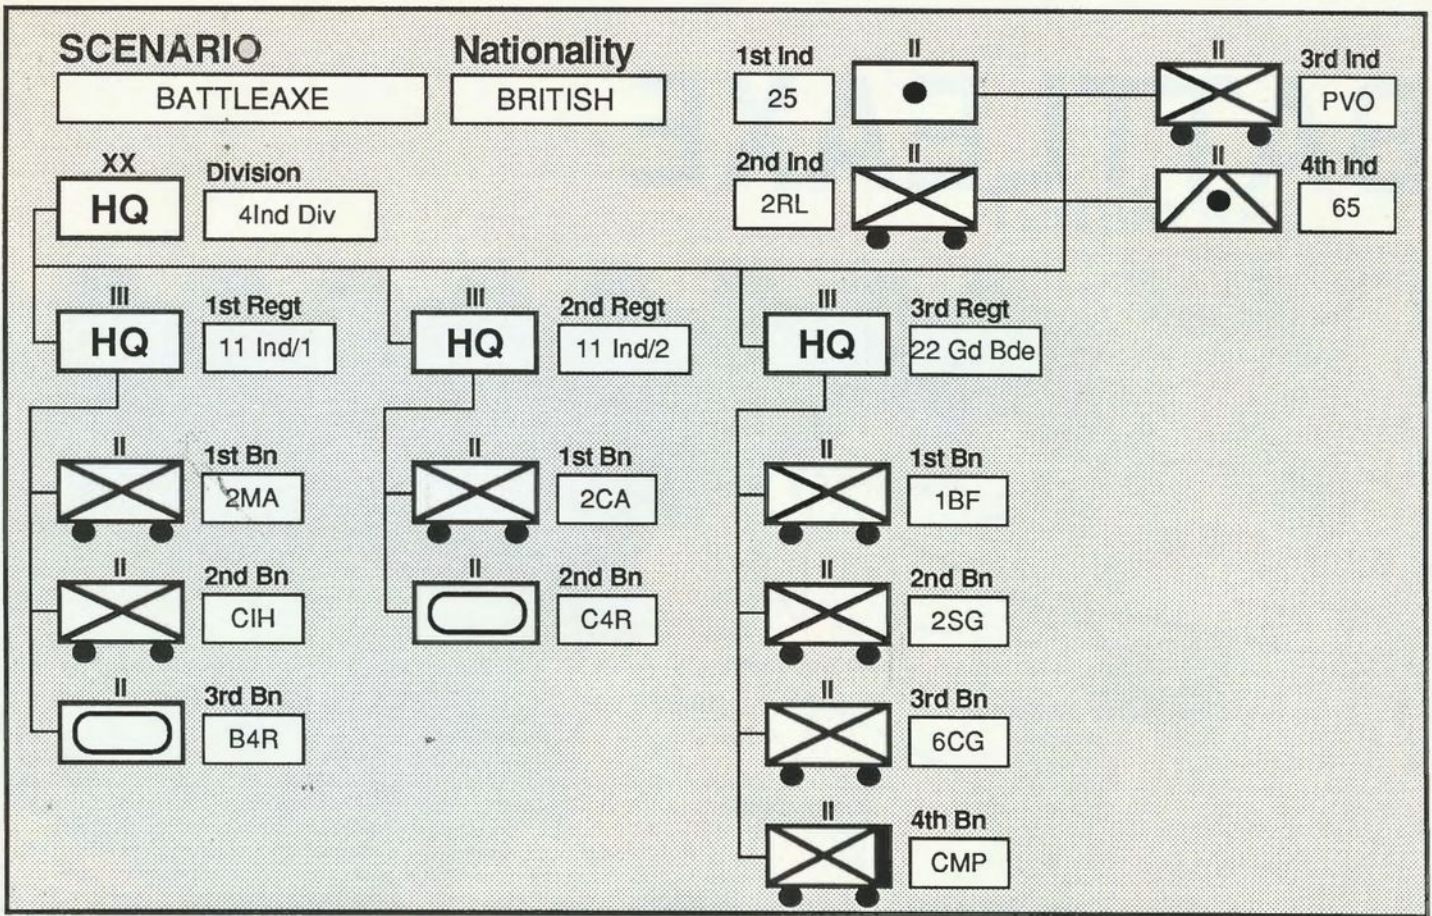 SCENARIO
BATTLEAXE
Nationality
BRITISH
1st Ind
25
II
II
3rd Ind
PVO
2nd Ind
2RL
II
II
4th Ind
65
XX
HQ
Division
4Ind Div
III
HQ
1st Regt
11 Ind/1
III
HQ
2nd Regt
11 Ind/2
III
HQ
3rd Regt
22 Gd Bde
II
1st Bn
2MA
II
2nd Bn
CIH
II
3rd Bn
B4R
II
1st Bn
2CA
II
2nd Bn
C4R
II
1st Bn
1BF
II
2nd Bn
2SG
II
3rd Bn
6CG
II
4th Bn
CMP